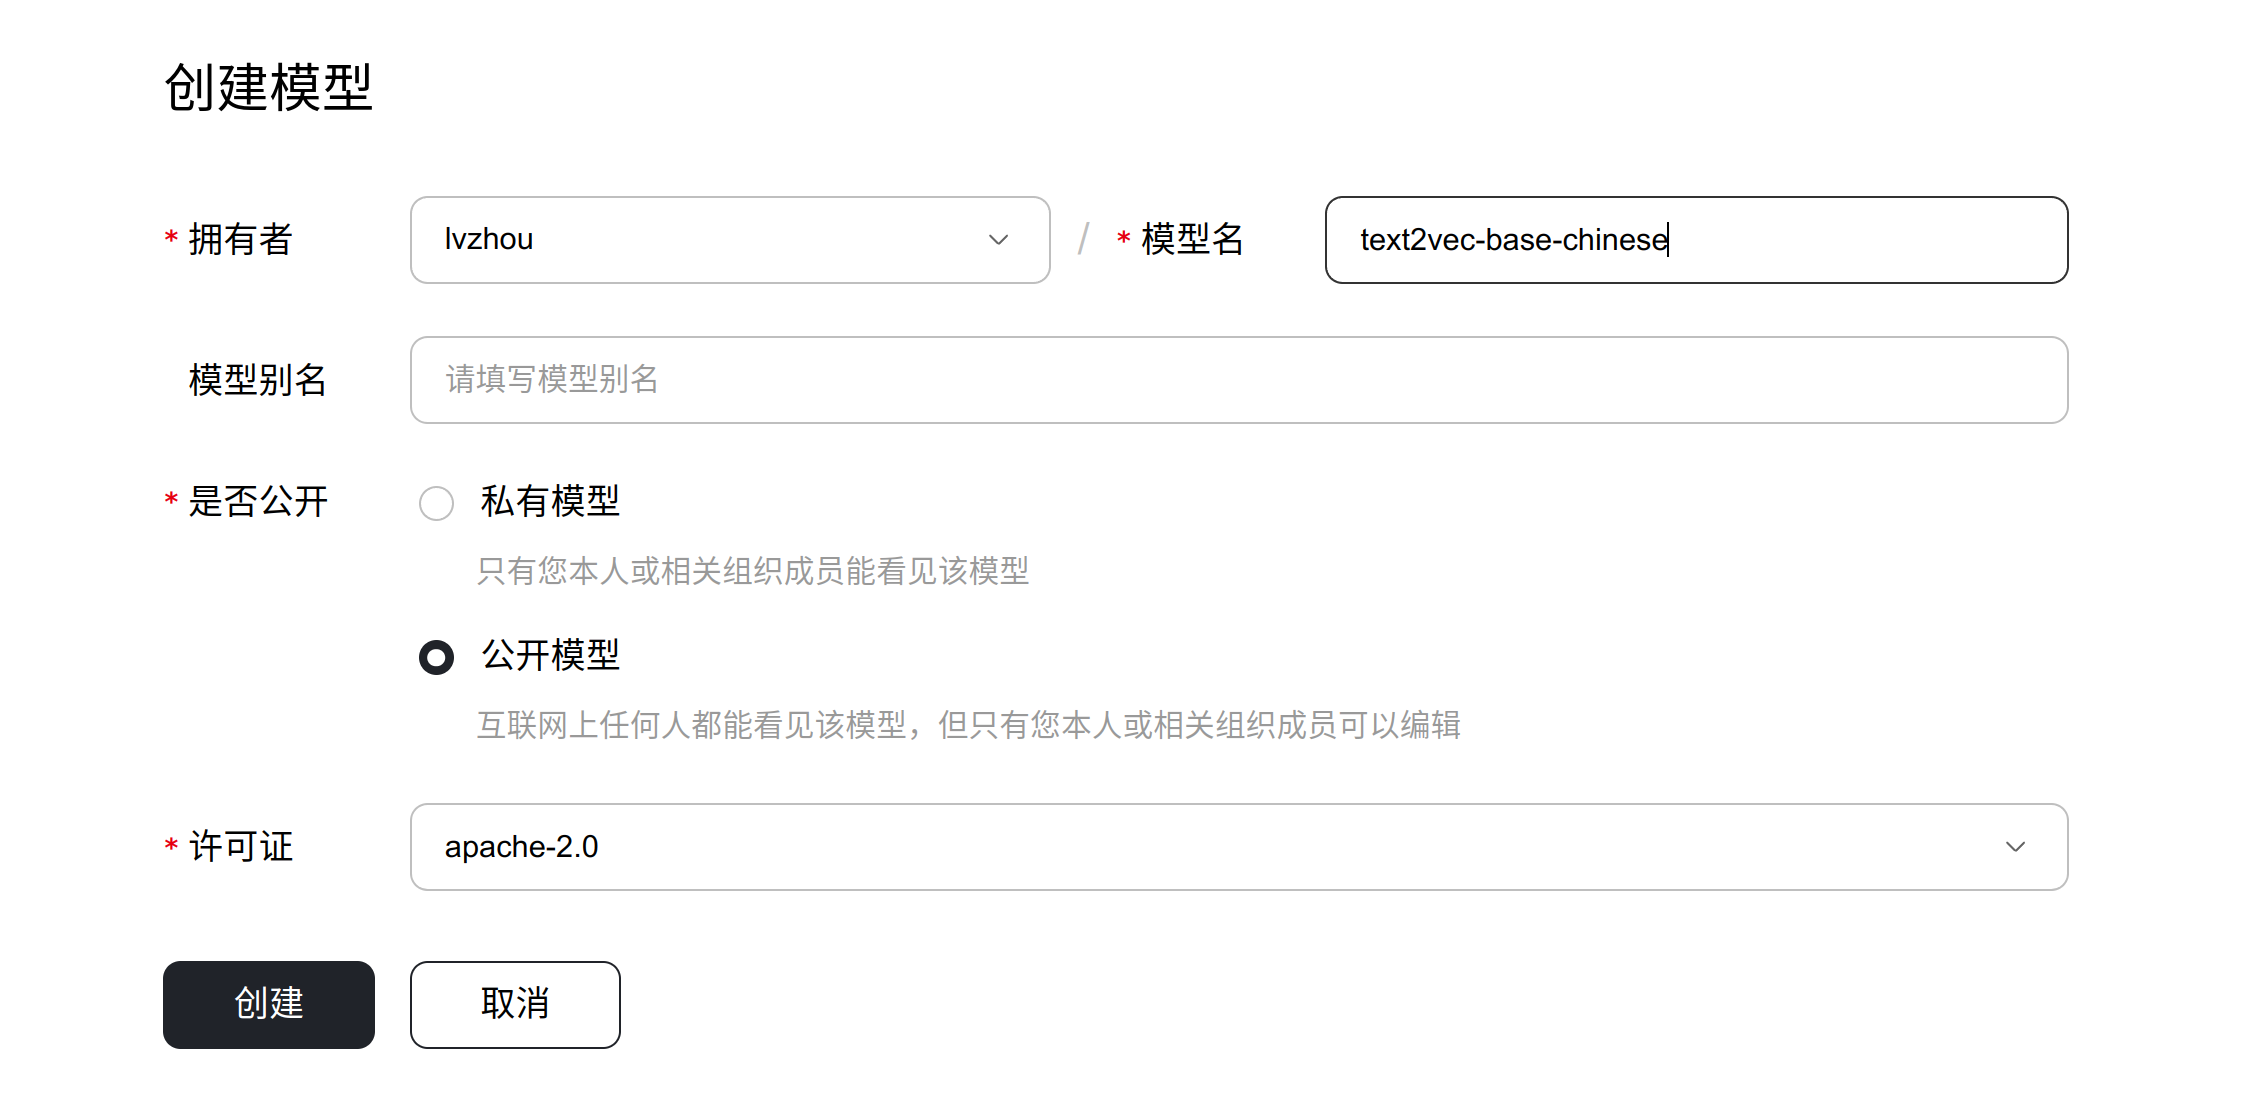 创建模型
* 拥有者 lvzhou / * 模型名 text2vec-base-chinese
模型别名 请填写模型别名
* 是否公开 私有模型
只有您本人或相关组织成员能看见该模型
公开模型
互联网上任何人都能看见该模型，但只有您本人或相关组织成员可以编辑
* 许可证 apache-2.0
创建 取消